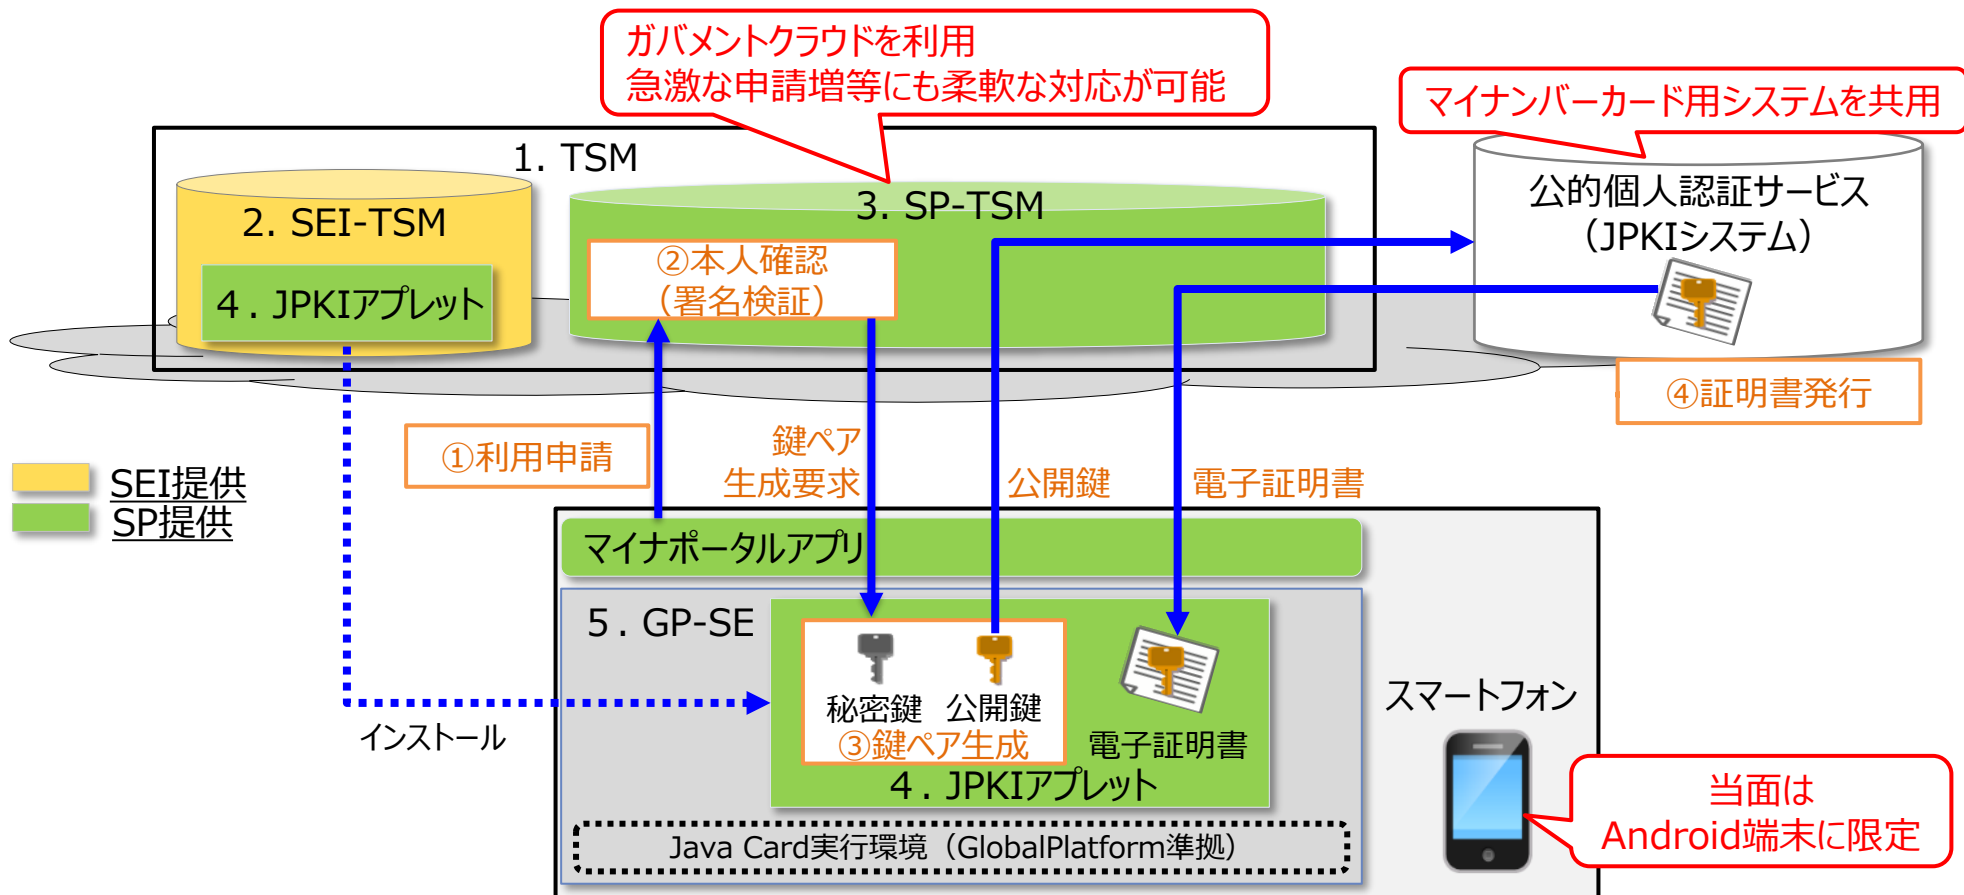 ガバメントクラウドを利用
急激な申請増等にも柔軟な対応が可能
マイナンバーカード用システムを共用
1. TSM
2. SEI-TSM
4. JPKIアプレット
3. SP-TSM
②本人確認
（署名検証）
公的個人認証サービス
（JPKIシステム）
④証明書発行
①利用申請
鍵ペア
生成要求
公開鍵
電子証明書
SEI提供
SP提供
マイナポータルアプリ
5. GP-SE
秘密鍵
公開鍵
③鍵ペア生成
電子証明書
4. JPKIアプレット
インストール
Java Card実行環境（GlobalPlatform準拠）
スマートフォン
当面は
Android端末に限定